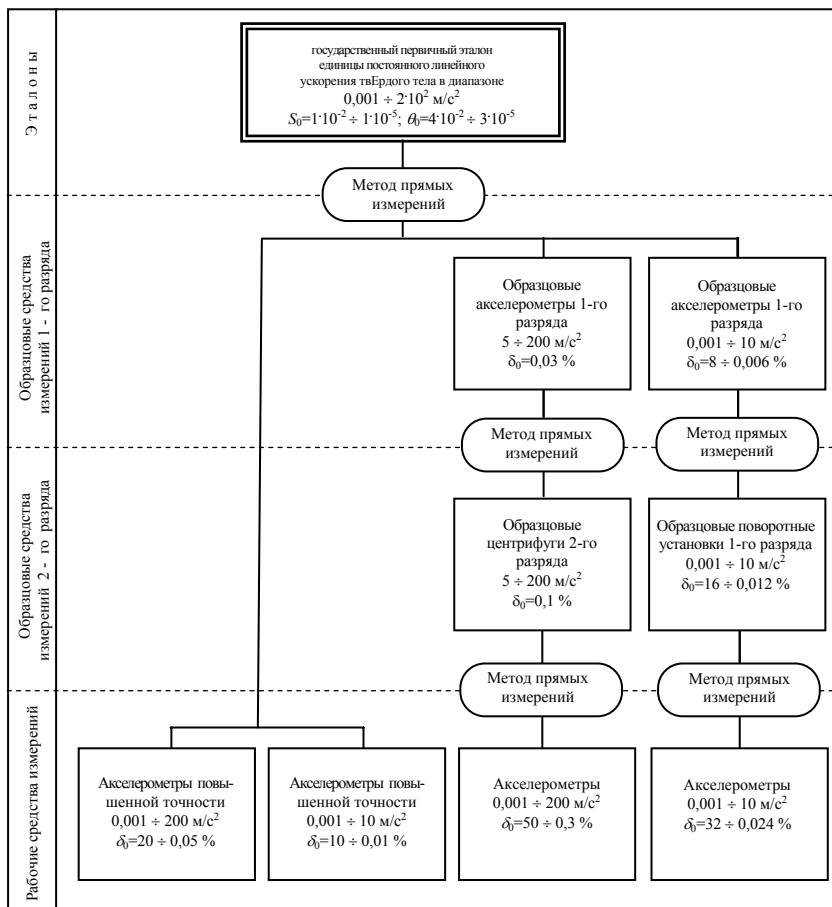 Эталоны
государственный первичный эталон
единицы постоянного линейного
ускорения твЕрдого тела в диапазоне
0,001 ÷ 2·10² м/с²
S₀=1·10⁻² ÷ 1·10⁻⁵; θ₀=4·10⁻² ÷ 3·10⁻⁵
Метод прямых
измерений
Образцовые средства
измерений 1 - го разряда
Образцовые
акселерометры 1-го
разряда
5 ÷ 200 м/с²
δ₀=0,03 %
Образцовые
акселерометры 1-го
разряда
0,001 ÷ 10 м/с²
δ₀=8 ÷ 0,006 %
Метод прямых
измерений
Метод прямых
измерений
Образцовые средства
измерений 2 - го разряда
Образцовые
центрифуги 2-го
разряда
5 ÷ 200 м/с²
δ₀=0,1 %
Образцовые поворотные
установки 1-го разряда
0,001 ÷ 10 м/с²
δ₀=16 ÷ 0,012 %
Метод прямых
измерений
Метод прямых
измерений
Рабочие средства измерений
Акселерометры повы-
шенной точности
0,001 ÷ 200 м/с²
δ₀=20 ÷ 0,05 %
Акселерометры повы-
шенной точности
0,001 ÷ 10 м/с²
δ₀=10 ÷ 0,01 %
Акселерометры
0,001 ÷ 200 м/с²
δ₀=50 ÷ 0,3 %
Акселерометры
0,001 ÷ 10 м/с²
δ₀=32 ÷ 0,024 %